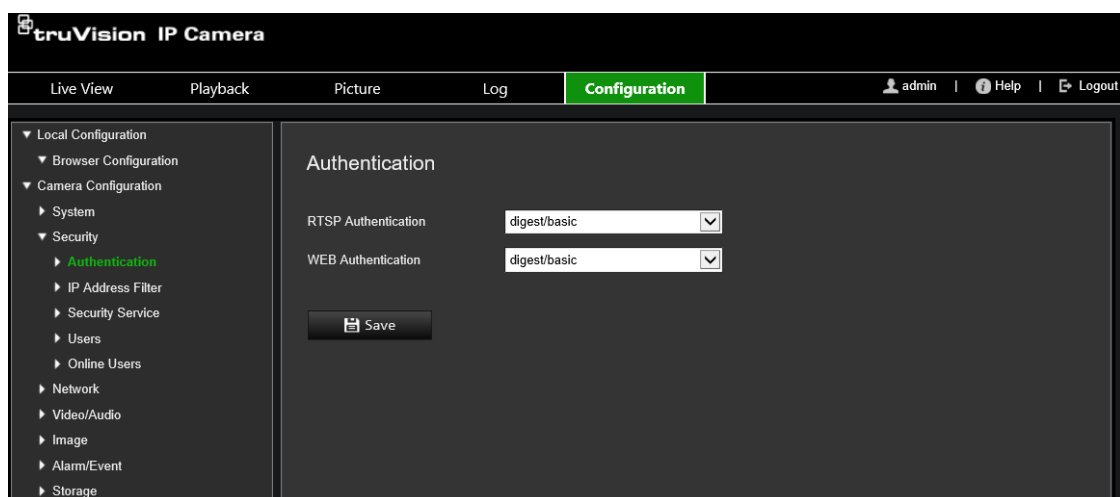 truVision IP Camera
Live View Playback Picture Log Configuration admin | Help | Logout
Local Configuration
Browser Configuration
Camera Configuration
System
Security
Authentication
IP Address Filter
Security Service
Users
Online Users
Network
Video/Audio
Image
Alarm/Event
Storage
Authentication
RTSP Authentication digest/basic
WEB Authentication digest/basic
Save